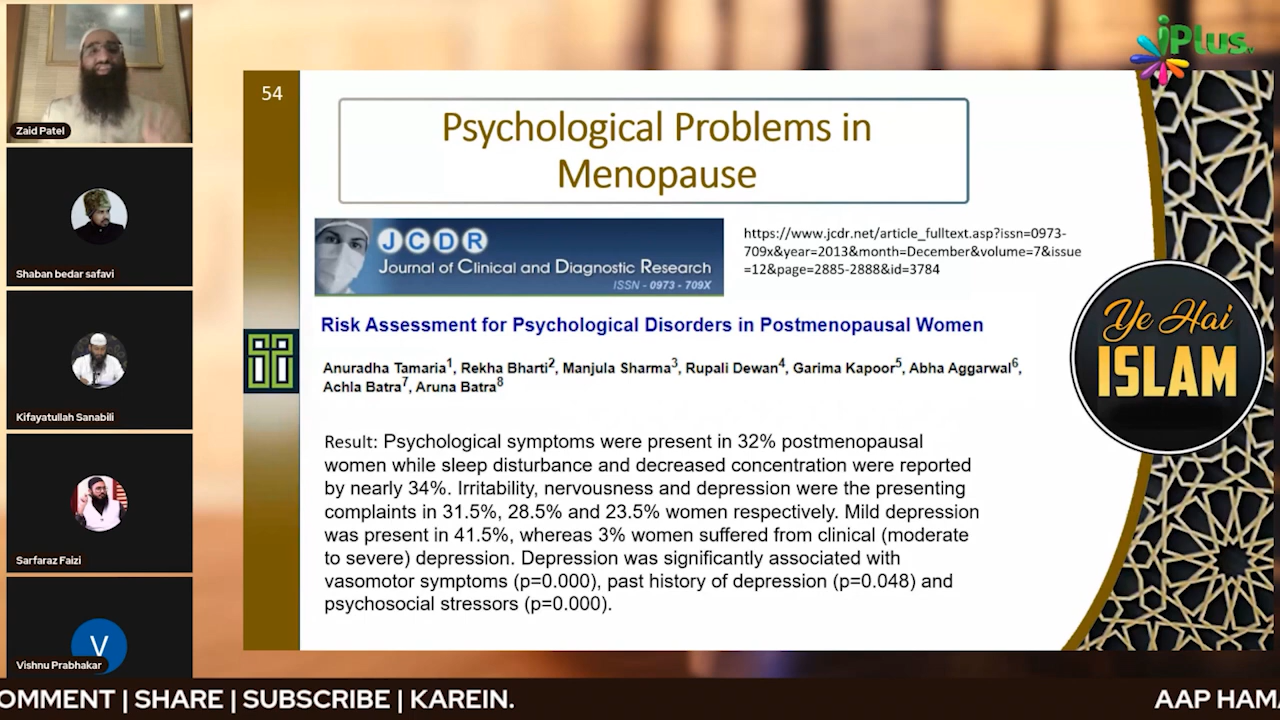 iPlus TV
54
Psychological Problems in
Menopause
Zaid Patel
JCDR
Journal of Clinical and Diagnostic Research
ISSN - 0973 - 709X
https://www.jcdr.net/article_fulltext.asp?issn=0973-
709x&year=2013&month=December&volume=7&issue
=12&page=2885-2888&id=3784
Shaban bedar safavi
Risk Assessment for Psychological Disorders in Postmenopausal Women
Anuradha Tamaria1, Rekha Bharti2, Manjula Sharma3, Rupali Dewan4, Garima Kapoor5, Abha Aggarwal6,
Achla Batra7, Aruna Batra8
Ye Hai
ISLAM
Kifayatullah Sanabili
Result: Psychological symptoms were present in 32% postmenopausal
women while sleep disturbance and decreased concentration were reported
by nearly 34%. Irritability, nervousness and depression were the presenting
complaints in 31.5%, 28.5% and 23.5% women respectively. Mild depression
was present in 41.5%, whereas 3% women suffered from clinical (moderate
to severe) depression. Depression was significantly associated with
vasomotor symptoms (p=0.000), past history of depression (p=0.048) and
psychosocial stressors (p=0.000).
Sarfaraz Faizi
V
Vishnu Prabhakar
OMMENT | SHARE | SUBSCRIBE | KAREIN.
AAP HAMA